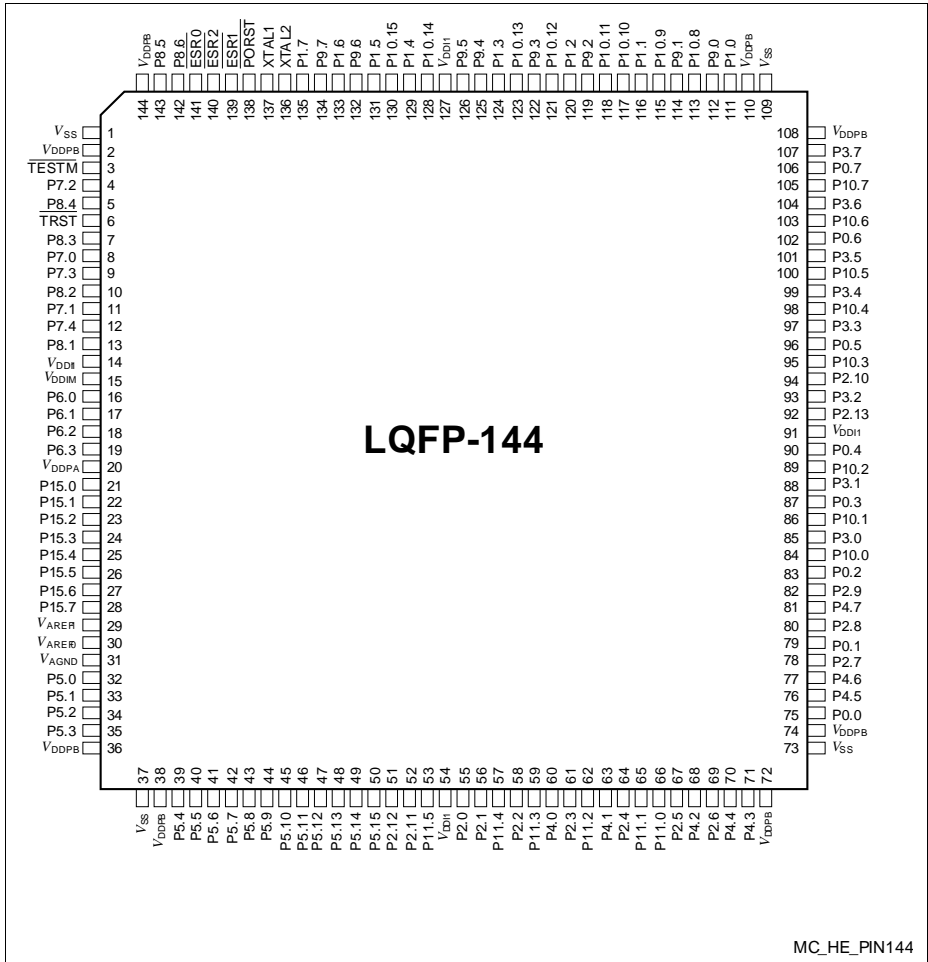 VDDPB
P8.5
P8.6
ESR0
ESR2
ESR1
PORST
XTAL1
XTAL2
P1.7
P9.7
P1.6
P9.6
P1.5
P10.15
P1.4
P10.14
VDDI1
P9.5
P9.4
P1.3
P10.13
P9.3
P10.12
P1.2
P9.2
P10.11
P10.10
P1.1
P10.9
P9.1
P10.8
P9.0
P1.0
VDDPB
VSS
144
143
142
141
140
139
138
137
136
135
134
133
132
131
130
129
128
127
126
125
124
123
122
121
120
119
118
117
116
115
114
113
112
111
110
109
VSS 1
VDDPB 2
TESTM 3
P7.2 4
P8.4 5
TRST 6
P8.3 7
P7.0 8
P7.3 9
P8.2 10
P7.1 11
P7.4 12
P8.1 13
VDDI1 14
VDDIM 15
P6.0 16
P6.1 17
P6.2 18
P6.3 19
VDDPA 20
P15.0 21
P15.1 22
P15.2 23
P15.3 24
P15.4 25
P15.5 26
P15.6 27
P15.7 28
VAREF1 29
VAREF0 30
VAGND 31
P5.0 32
P5.1 33
P5.2 34
P5.3 35
VDDPB 36
LQFP-144
108 VDDPB
107 P3.7
106 P0.7
105 P10.7
104 P3.6
103 P10.6
102 P0.6
101 P3.5
100 P10.5
99 P3.4
98 P10.4
97 P3.3
96 P0.5
95 P10.3
94 P2.10
93 P3.2
92 P2.13
91 VDDI1
90 P0.4
89 P10.2
88 P3.1
87 P0.3
86 P10.1
85 P3.0
84 P10.0
83 P0.2
82 P2.9
81 P4.7
80 P2.8
79 P0.1
78 P2.7
77 P4.6
76 P4.5
75 P0.0
74 VDDPB
73 VSS
37
38
39
40
41
42
43
44
45
46
47
48
49
50
51
52
53
54
55
56
57
58
59
60
61
62
63
64
65
66
67
68
69
70
71
72
VSS
VDDPB
P5.4
P5.5
P5.6
P5.7
P5.8
P5.9
P5.10
P5.11
P5.12
P5.13
P5.14
P5.15
P2.12
P2.11
P11.5
VDDI1
P2.0
P2.1
P11.4
P2.2
P11.3
P4.0
P2.3
P11.2
P4.1
P2.4
P11.1
P11.0
P2.5
P4.2
P2.6
P4.4
P4.3
VDDPB
MC_HE_PIN144